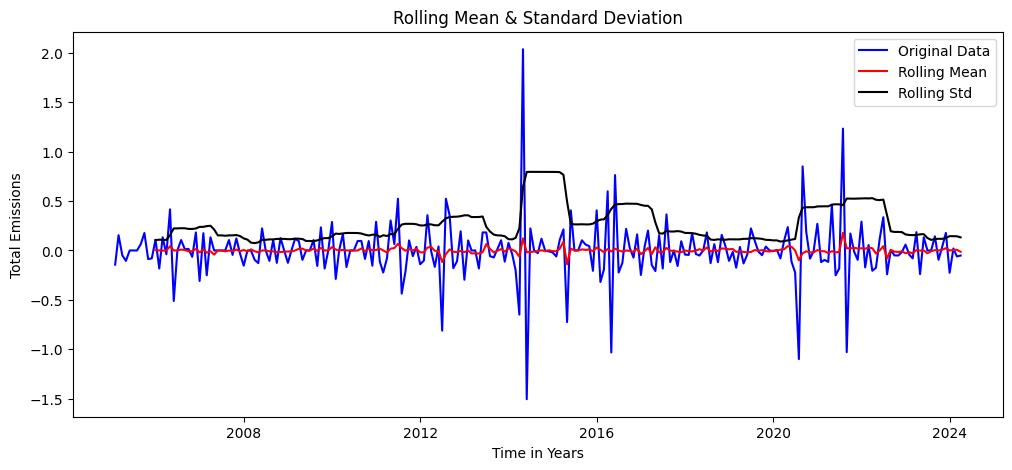 Rolling Mean & Standard Deviation
Original Data
Rolling Mean
Rolling Std
Total Emissions
2.0
1.5
1.0
0.5
0.0
−0.5
−1.0
−1.5
2008
2012
2016
2020
2024
Time in Years